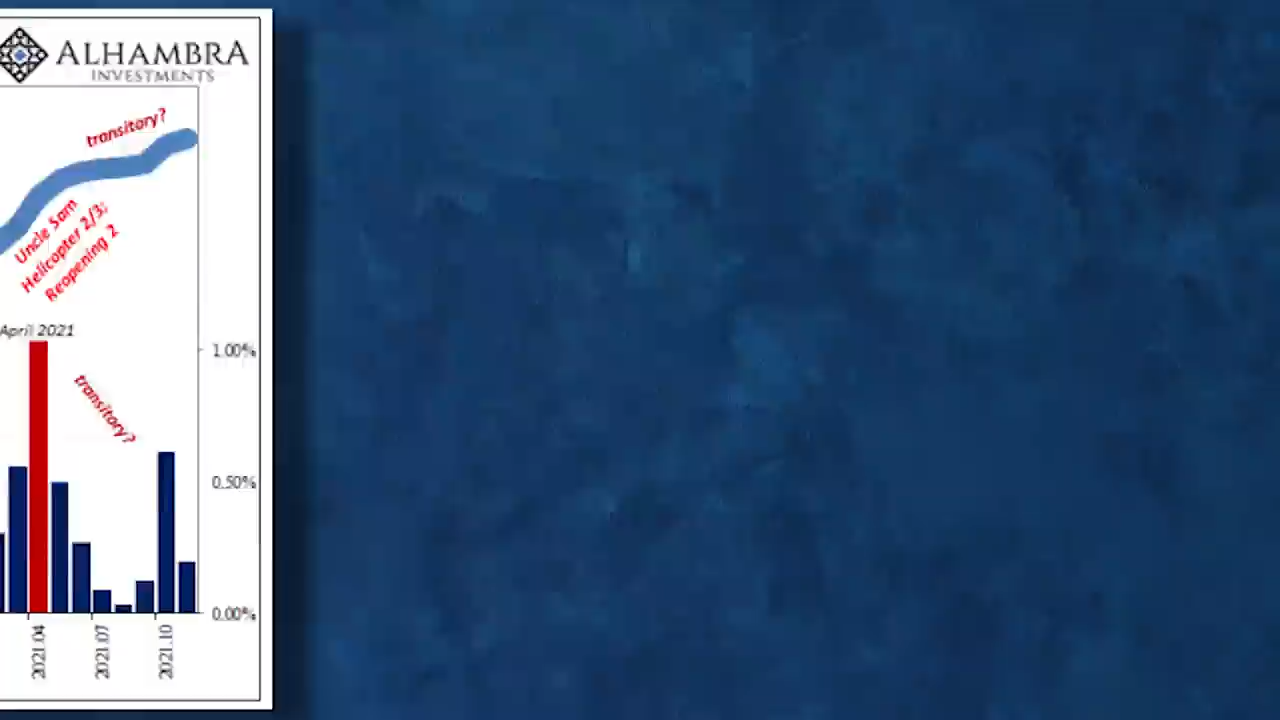 ALHAMBRA
INVESTMENTS
transitory?
Uncle Sam
Helicopter 2/3;
Reopening 2
April 2021
1.00%
transitory?
0.50%
0.00%
2021.04
2021.07
2021.10